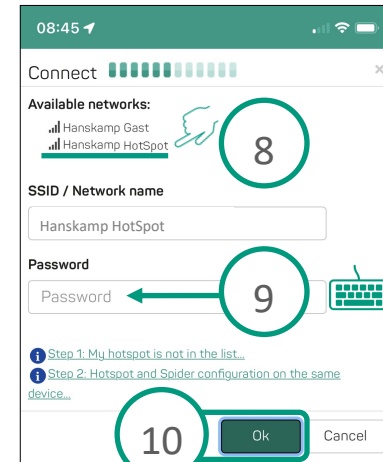 08:45
Connect
Available networks:
Hanskamp Gast
Hanskamp HotSpot
8
SSID / Network name
Hanskamp HotSpot
Password
Password
9
Step 1: My hotspot is not in the list...
Step 2: Hotspot and Spider configuration on the same
device...
10
Ok
Cancel